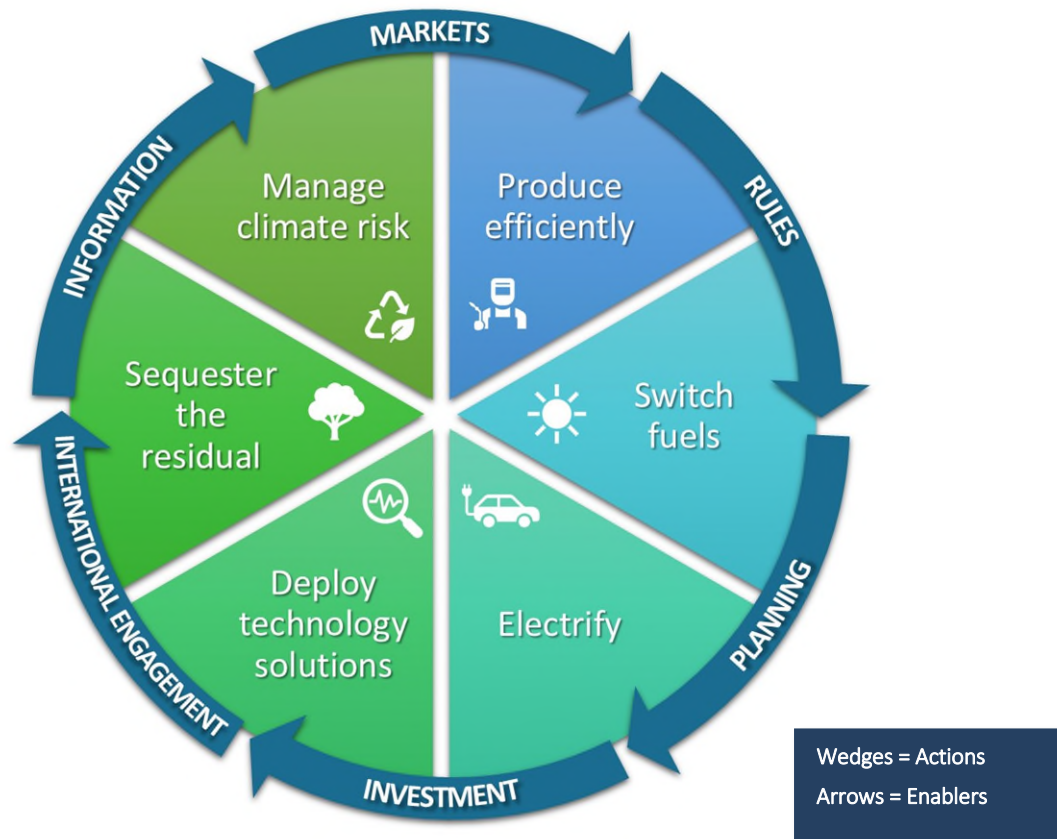 MARKETS
RULES
PLANNING
INVESTMENT
INTERNATIONAL ENGAGEMENT
INFORMATION
Manage
climate risk
Produce
efficiently
Switch
fuels
Electrify
Deploy
technology
solutions
Sequester
the
residual
Wedges = Actions
Arrows = Enablers